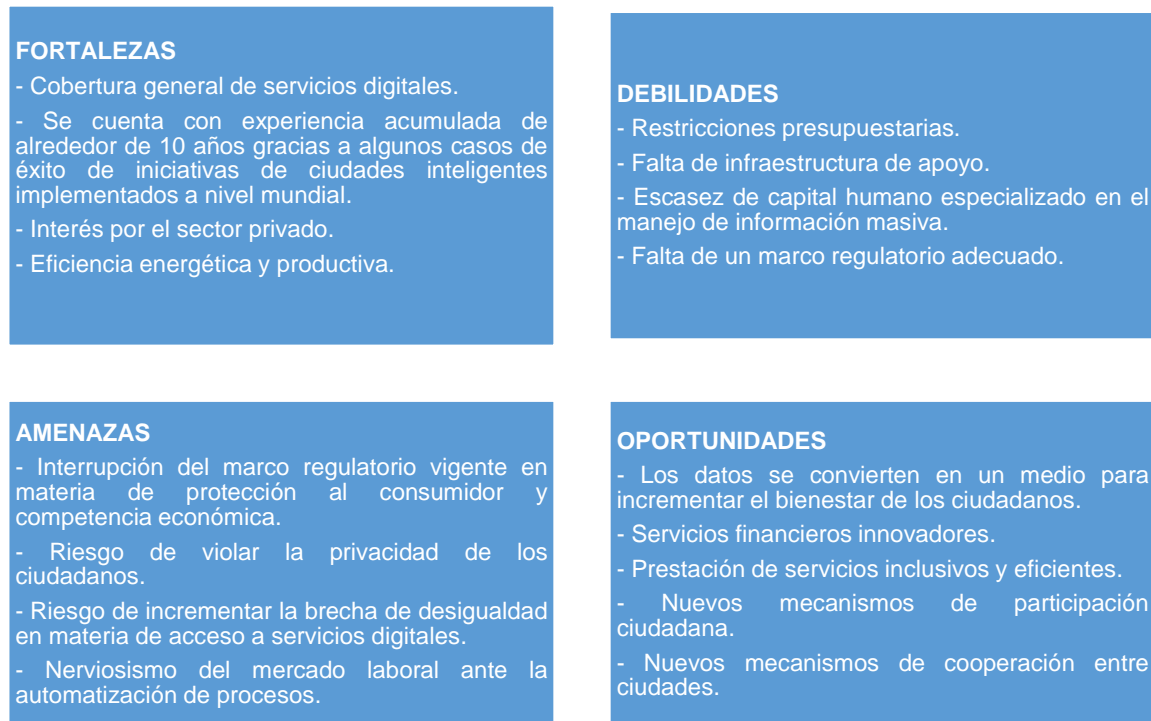 FORTALEZAS
- Cobertura general de servicios digitales.
- Se cuenta con experiencia acumulada de
alrededor de 10 años gracias a algunos casos de
éxito de iniciativas de ciudades inteligentes
implementados a nivel mundial.
- Interés por el sector privado.
- Eficiencia energética y productiva.
DEBILIDADES
- Restricciones presupuestarias.
- Falta de infraestructura de apoyo.
- Escasez de capital humano especializado en el
manejo de información masiva.
- Falta de un marco regulatorio adecuado.
AMENAZAS
- Interrupción del marco regulatorio vigente en
materia de protección al consumidor y
competencia económica.
- Riesgo de violar la privacidad de los
ciudadanos.
- Riesgo de incrementar la brecha de desigualdad
en materia de acceso a servicios digitales.
- Nerviosismo del mercado laboral ante la
automatización de procesos.
OPORTUNIDADES
- Los datos se convierten en un medio para
incrementar el bienestar de los ciudadanos.
- Servicios financieros innovadores.
- Prestación de servicios inclusivos y eficientes.
- Nuevos mecanismos de participación
ciudadana.
- Nuevos mecanismos de cooperación entre
ciudades.